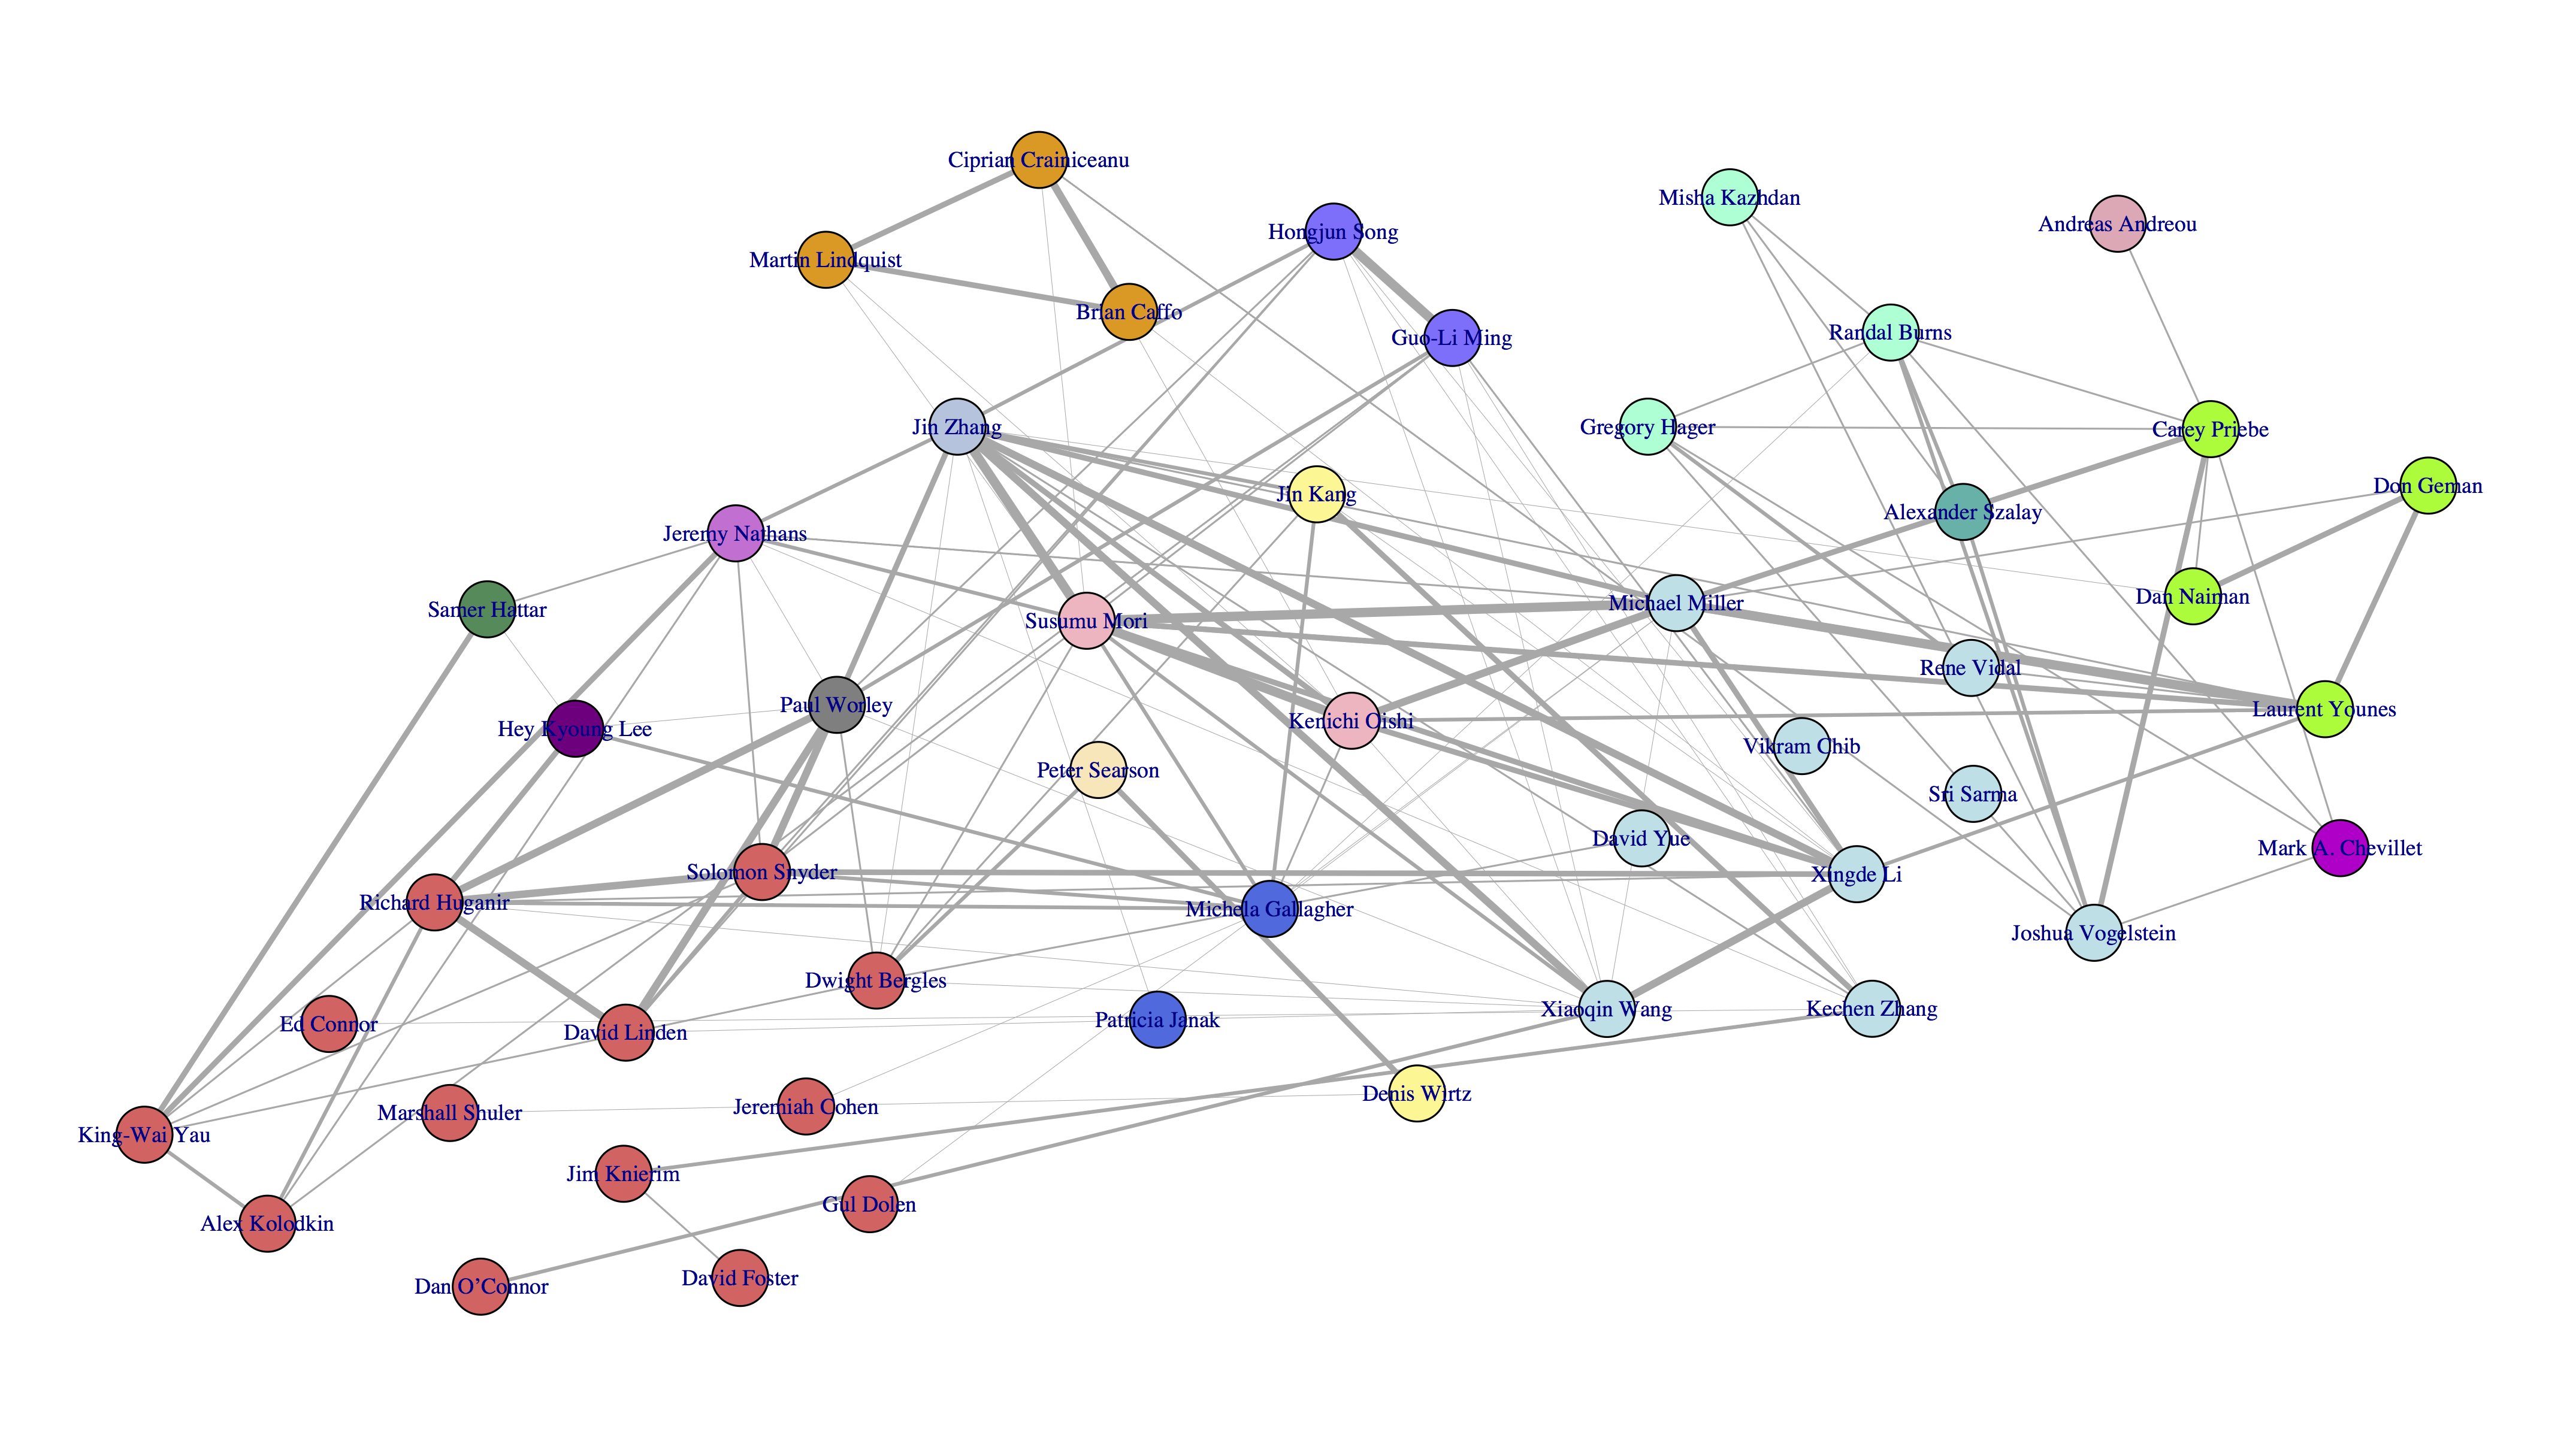 Ciprian Crainiceanu
Misha Kazhdan
Andreas Andreou
Hongjun Song
Martin Lindquist
Brian Caffo
Randal Burns
Guo-Li Ming
Jin Zhang
Gregory Hager
Carey Priebe
Don Geman
Jin Kang
Alexander Szalay
Jeremy Nathans
Dan Naiman
Michael Miller
Samer Hattar
Susumu Mori
Rene Vidal
Paul Worley
Laurent Younes
Kenichi Oishi
Hey Kyoung Lee
Vikram Chib
Peter Searson
Sri Sarma
David Yue
Mark A. Chevillet
Solomon Snyder
Xingde Li
Richard Huganir
Michela Gallagher
Joshua Vogelstein
Dwight Bergles
Xiaoqin Wang
Kechen Zhang
Patricia Janak
Ed Connor
David Linden
Denis Wirtz
Jeremiah Cohen
Marshall Shuler
King-Wai Yau
Jim Knierim
Gul Dolen
Alex Kolodkin
David Foster
Dan O'Connor